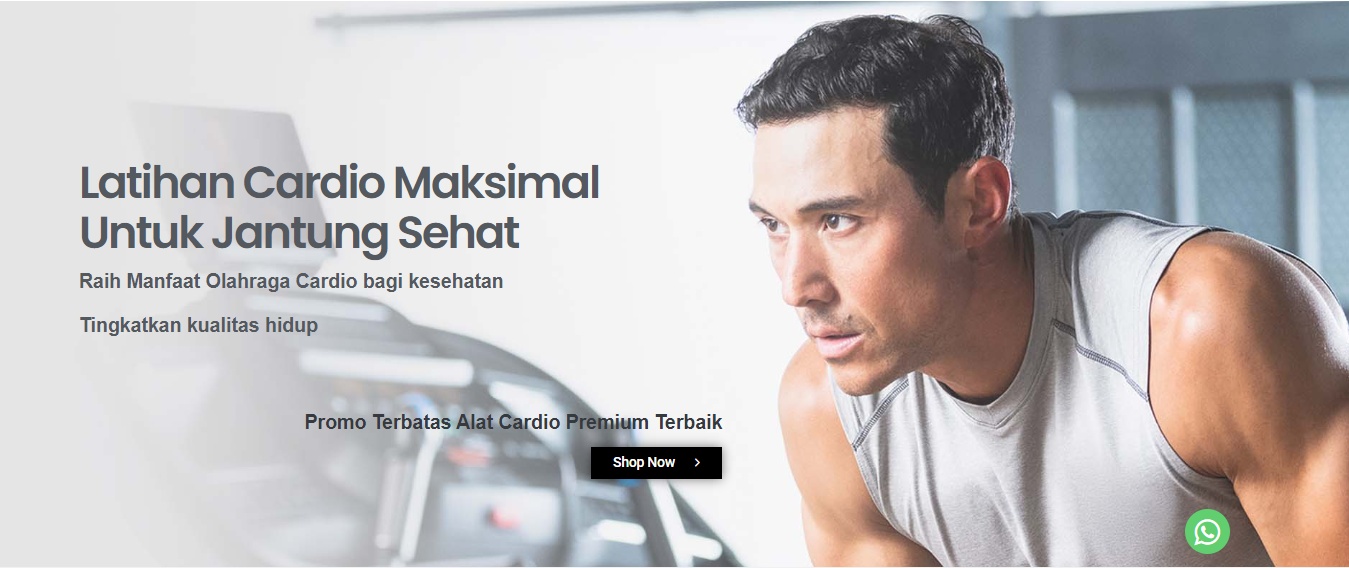 Latihan Cardio Maksimal
Untuk Jantung Sehat
Raih Manfaat Olahraga Cardio bagi kesehatan
Tingkatkan kualitas hidup
Promo Terbatas Alat Cardio Premium Terbaik
Shop Now